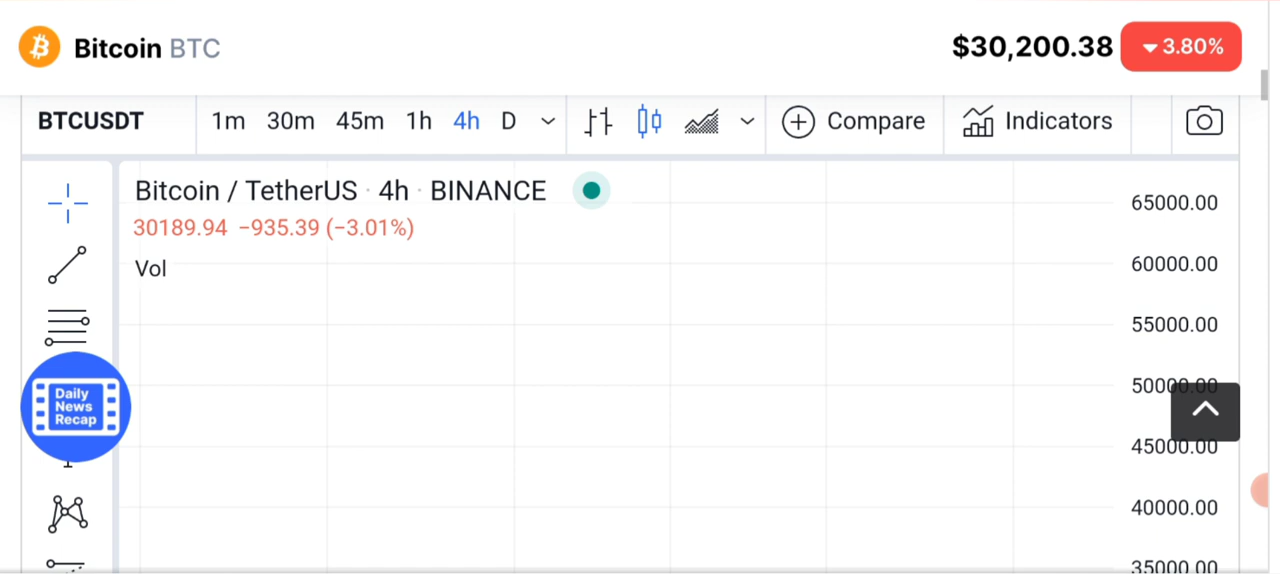 Bitcoin BTC
$30,200.38
3.80%
BTCUSDT
1m 30m 45m 1h 4h D
Compare
Indicators
Bitcoin / TetherUS · 4h · BINANCE
30189.94 −935.39 (−3.01%)
Vol
65000.00
60000.00
55000.00
50000.00
45000.00
40000.00
35000.00
Daily
News
Recap